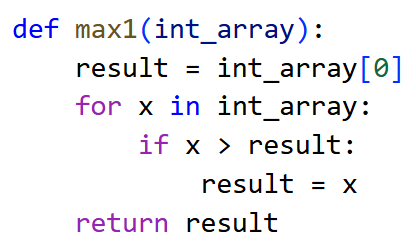 def max1(int_array):
    result = int_array[0]
    for x in int_array:
        if x > result:
            result = x
    return result